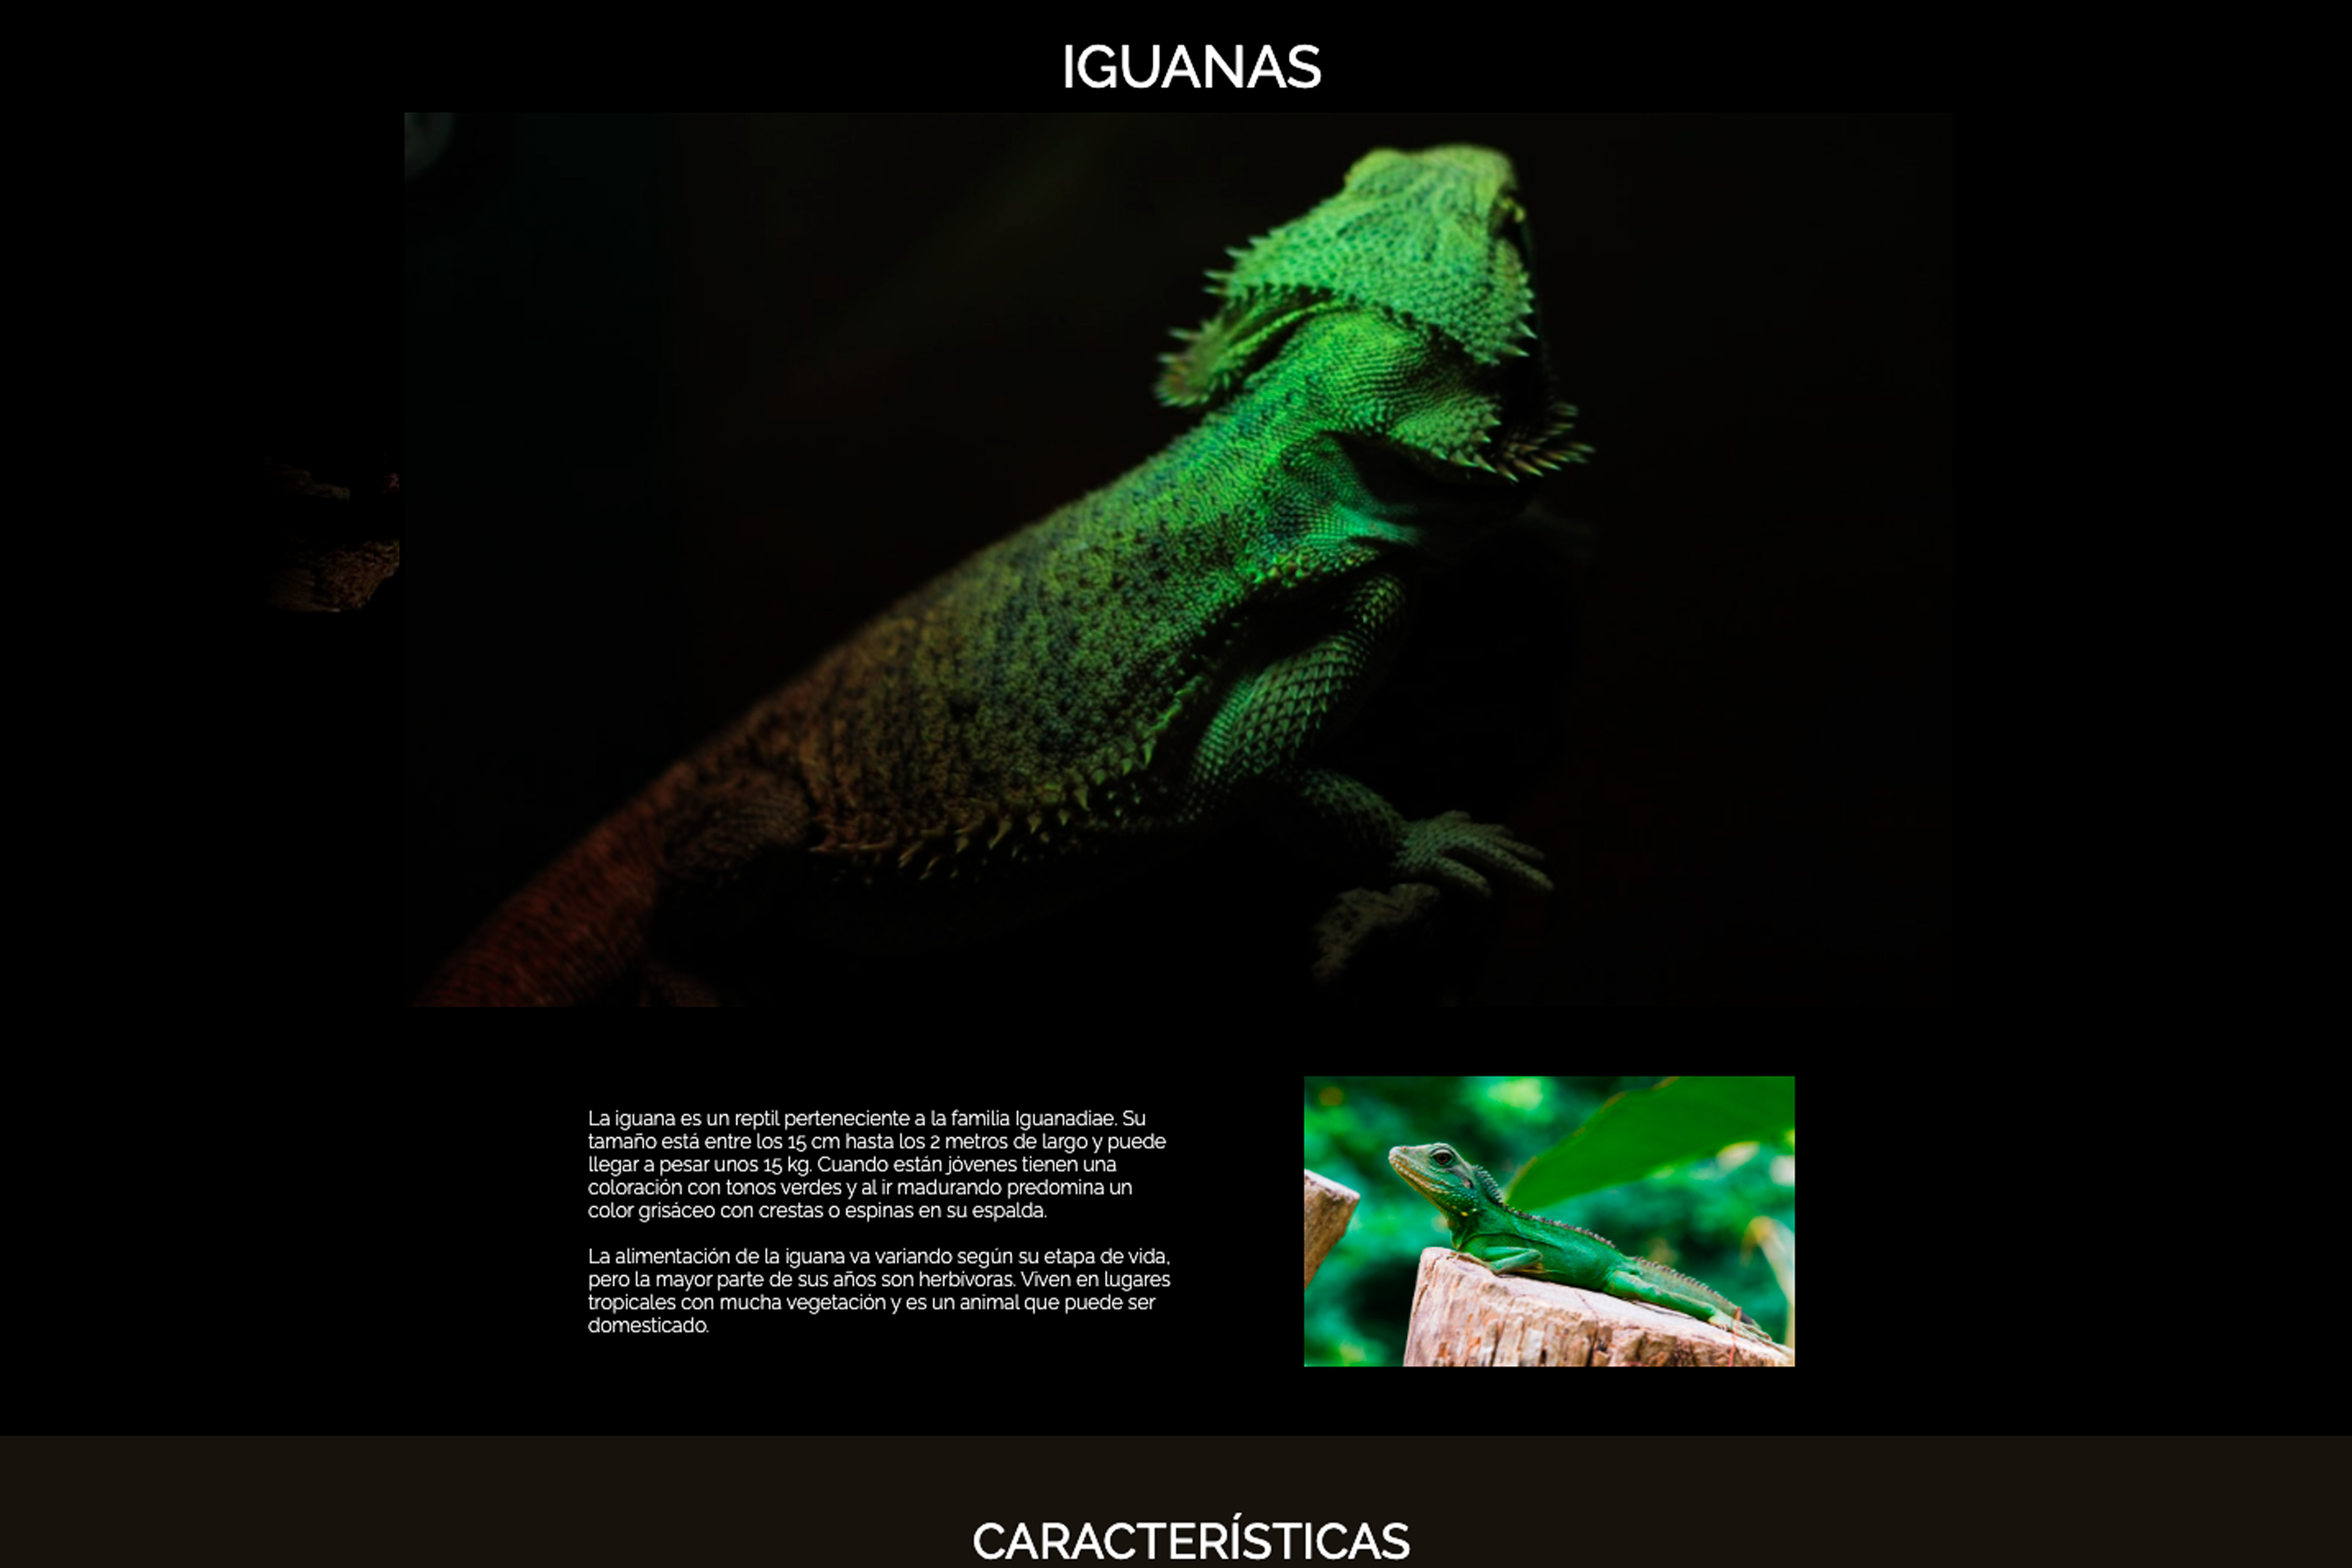 IGUANAS
La iguana es un reptil perteneciente a la familia Iguanadiae. Su
tamaño está entre los 15 cm hasta los 2 metros de largo y puede
llegar a pesar unos 15 kg. Cuando están jóvenes tienen una
coloración con tonos verdes y al ir madurando predomina un
color grisáceo con crestas o espinas en su espalda.
La alimentación de la iguana va variando según su etapa de vida,
pero la mayor parte de sus años son herbívoras. Viven en lugares
tropicales con mucha vegetación y es un animal que puede ser
domesticado.
CARACTERÍSTICAS